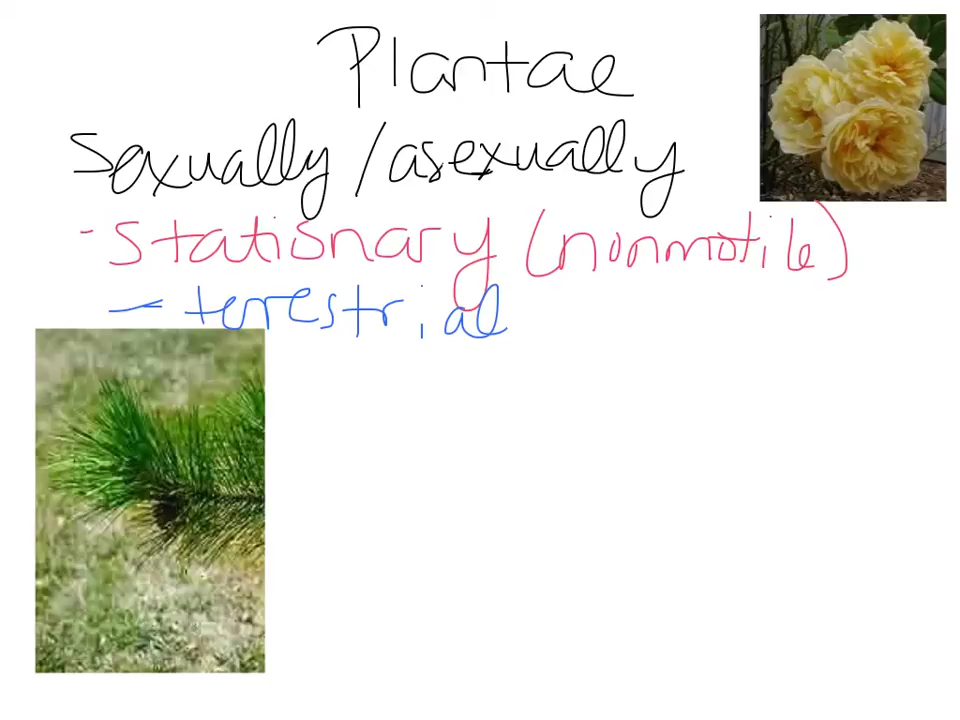 Plantae
Sexually/asexually
- Stationary (nonmotile)
- terrestrial